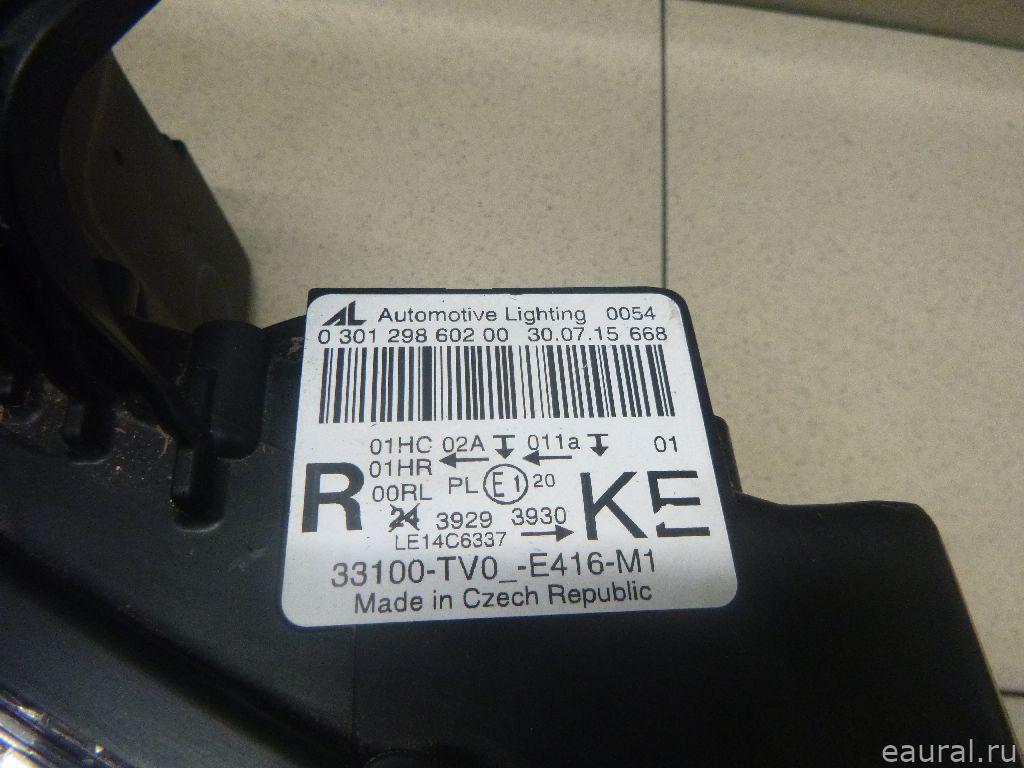 AL Automotive Lighting 0054
0 301 298 602 00 30.07.15 668
01HC 02A 011a 01
01HR
R 00RL PL E1 20 KE
24 3929 3930
LE14C6337
33100-TV0_-E416-M1
Made in Czech Republic
eaural.ru